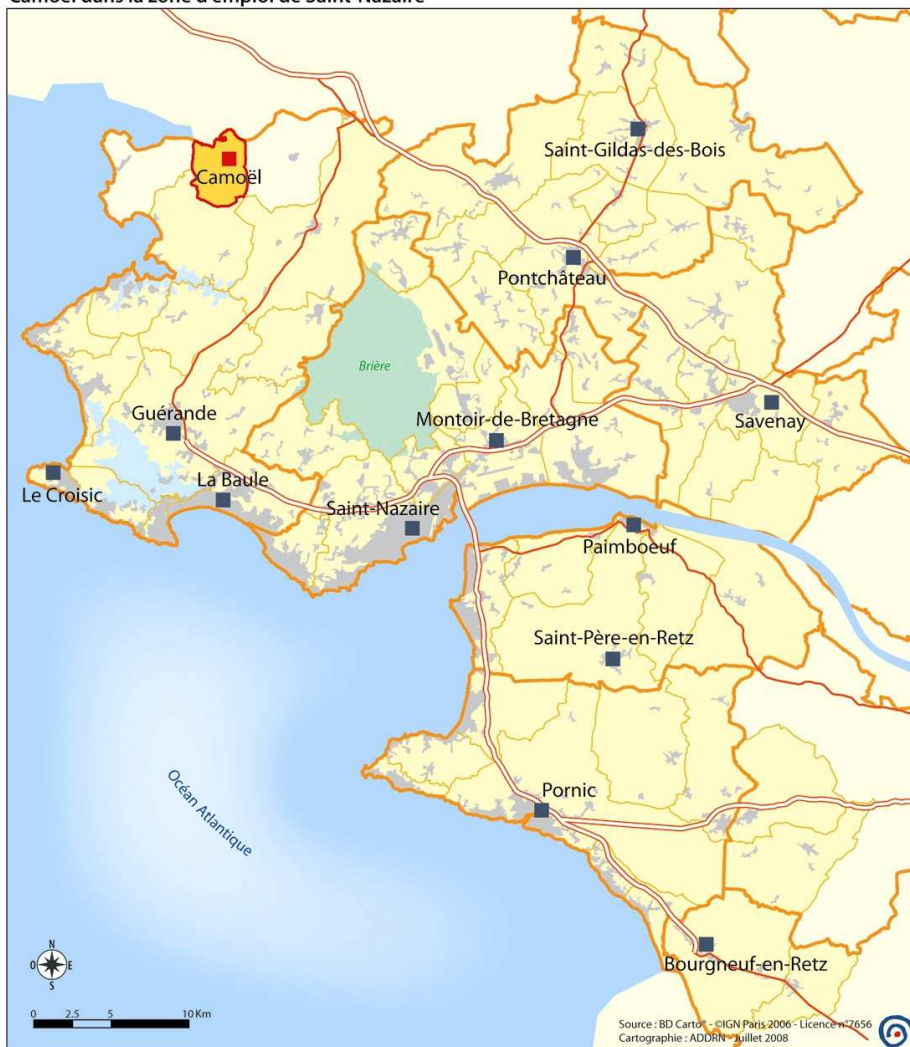 Camoël dans la zone d'emploi de Saint-Nazaire
Saint-Gildas-des-Bois
Camoël
Pontchâteau
Brière
Guérande
Montoir-de-Bretagne
Savenay
Le Croisic
La Baule
Saint-Nazaire
Paimboeuf
Saint-Père-en-Retz
Océan Atlantique
Pornic
Bourgneuf-en-Retz
N
O E
S
0 2.5 5 10 Km
Source : BD Carto® - ©IGN Paris 2006 - Licence n°7656
Cartographie : ADDRN - Juillet 2008